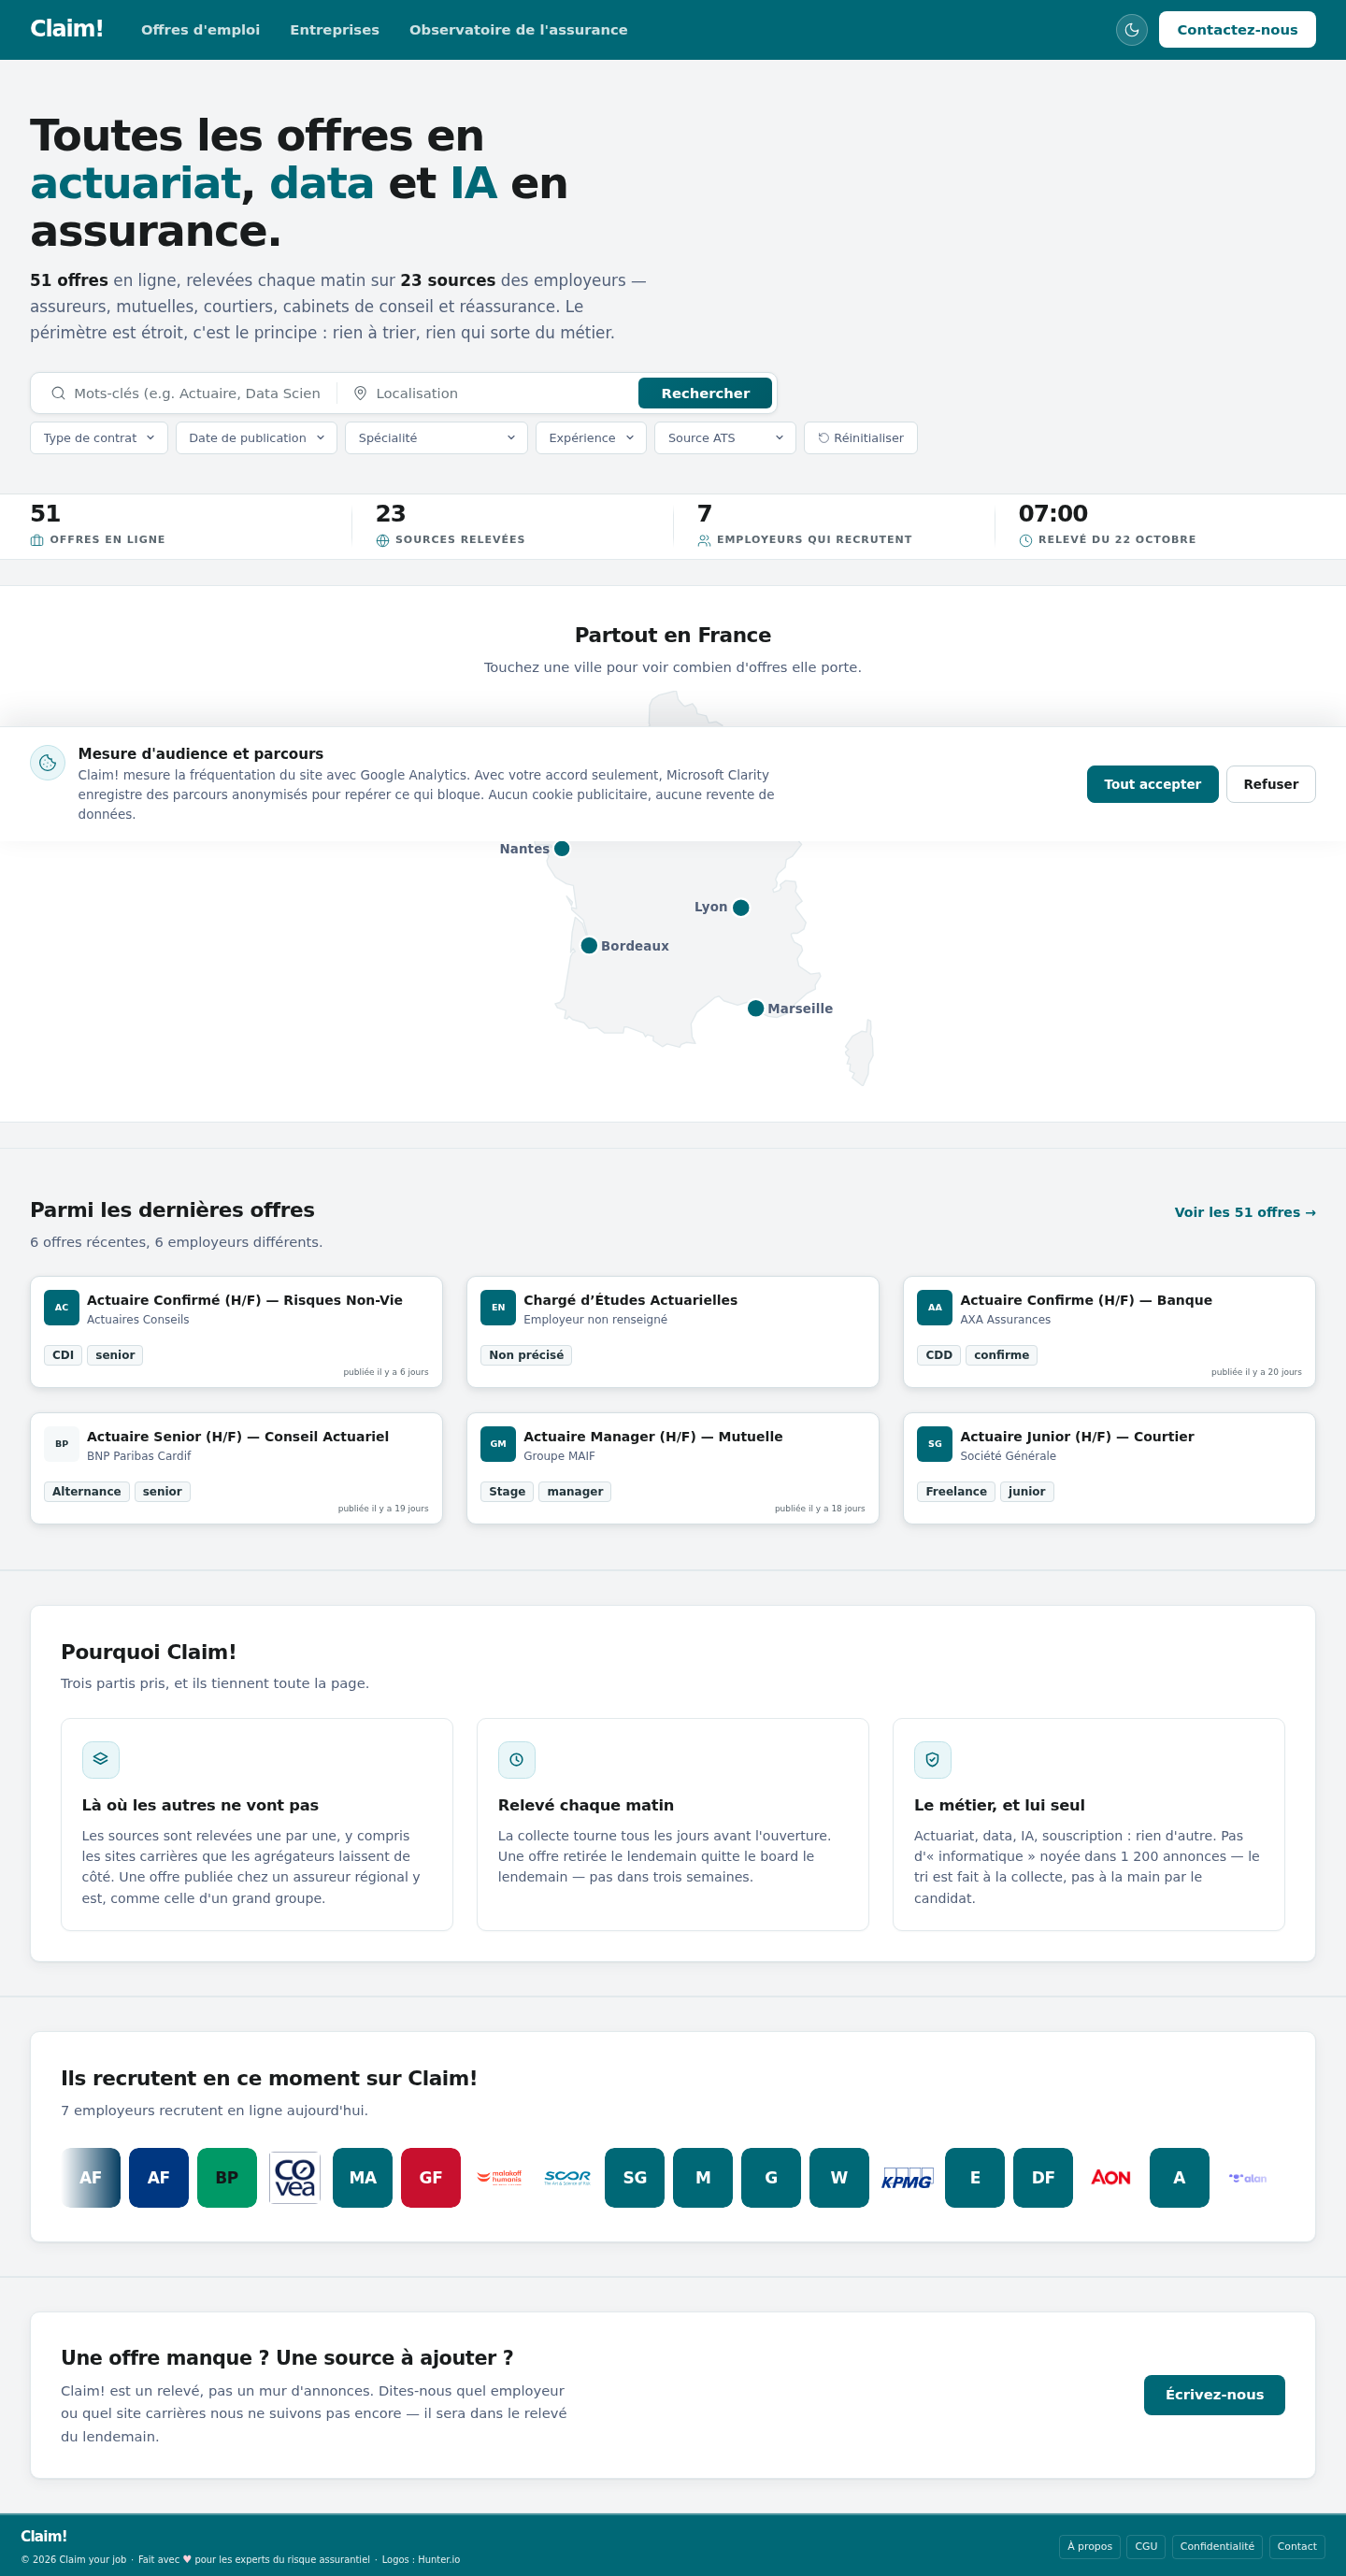 Claim!
Offres d'emploi
Entreprises
Observatoire de l'assurance
Contactez-nous
Toutes les offres en
actuariat, data et IA en
assurance.
51 offres en ligne, relevées chaque matin sur 23 sources des employeurs —
assureurs, mutuelles, courtiers, cabinets de conseil et réassurance. Le
périmètre est étroit, c'est le principe : rien à trier, rien qui sorte du métier.
Mots-clés (e.g. Actuaire, Data Scien
Localisation
Rechercher
Type de contrat
Date de publication
Spécialité
Expérience
Source ATS
Réinitialiser
51
OFFRES EN LIGNE
23
SOURCES RELEVÉES
7
EMPLOYEURS QUI RECRUTENT
07:00
RELEVÉ DU 22 OCTOBRE
Partout en France
Touchez une ville pour voir combien d'offres elle porte.
Mesure d'audience et parcours
Claim! mesure la fréquentation du site avec Google Analytics. Avec votre accord seulement, Microsoft Clarity
enregistre des parcours anonymisés pour repérer ce qui bloque. Aucun cookie publicitaire, aucune revente de
données.
Tout accepter
Refuser
Nantes
Lyon
Bordeaux
Marseille
Parmi les dernières offres
Voir les 51 offres →
6 offres récentes, 6 employeurs différents.
AC
Actuaire Confirmé (H/F) — Risques Non-Vie
Actuaires Conseils
CDI
senior
publiée il y a 6 jours
EN
Chargé d’Études Actuarielles
Employeur non renseigné
Non précisé
AA
Actuaire Confirme (H/F) — Banque
AXA Assurances
CDD
confirme
publiée il y a 20 jours
BP
Actuaire Senior (H/F) — Conseil Actuariel
BNP Paribas Cardif
Alternance
senior
publiée il y a 19 jours
GM
Actuaire Manager (H/F) — Mutuelle
Groupe MAIF
Stage
manager
publiée il y a 18 jours
SG
Actuaire Junior (H/F) — Courtier
Société Générale
Freelance
junior
Pourquoi Claim!
Trois partis pris, et ils tiennent toute la page.
Là où les autres ne vont pas
Les sources sont relevées une par une, y compris
les sites carrières que les agrégateurs laissent de
côté. Une offre publiée chez un assureur régional y
est, comme celle d'un grand groupe.
Relevé chaque matin
La collecte tourne tous les jours avant l'ouverture.
Une offre retirée le lendemain quitte le board le
lendemain — pas dans trois semaines.
Le métier, et lui seul
Actuariat, data, IA, souscription : rien d'autre. Pas
d'« informatique » noyée dans 1 200 annonces — le
tri est fait à la collecte, pas à la main par le
candidat.
Ils recrutent en ce moment sur Claim!
7 employeurs recrutent en ligne aujourd'hui.
AF
AF
BP
COVéa
MA
GF
malakoff
humanis
SCOR
SG
M
G
W
KPMG
E
DF
AON
A
alan
Une offre manque ? Une source à ajouter ?
Claim! est un relevé, pas un mur d'annonces. Dites-nous quel employeur
ou quel site carrières nous ne suivons pas encore — il sera dans le relevé
du lendemain.
Écrivez-nous
Claim!
© 2026 Claim your job · Fait avec ♥ pour les experts du risque assurantiel · Logos : Hunter.io
À propos
CGU
Confidentialité
Contact